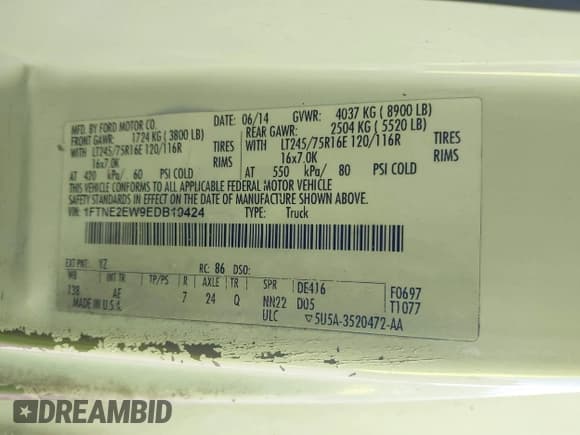 MFD. BY FORD MOTOR CO.
DATE: 06/14 GVWR: 4037 KG ( 8900 LB)
FRONT GAWR: 1724 KG ( 3800 LB) REAR GAWR: 2504 KG ( 5520 LB)
WITH LT245/75R16E 120/116R TIRES WITH LT245/75R16E 120/116R TIRES
16x7.0K RIMS 16x7.0K RIMS
AT 420 kPa/ 60 PSI COLD AT 550 kPa/ 80 PSI COLD
THIS VEHICLE CONFORMS TO ALL APPLICABLE FEDERAL MOTOR VEHICLE
SAFETY STANDARDS IN EFFECT ON THE DATE OF MANUFACTURE SHOWN ABOVE.
VIN: 1FTNE2EW9EDB10424 TYPE: Truck
EXT PNT: YZ RC: 86 DSO:
WB INT TR TP/PS R AXLE TR SPR DE416 F0697
138 AE 7 24 Q NN22 D05 T1077
MADE IN U.S.A. ULC ▽5U5A-3520472-AA
DREAMBID